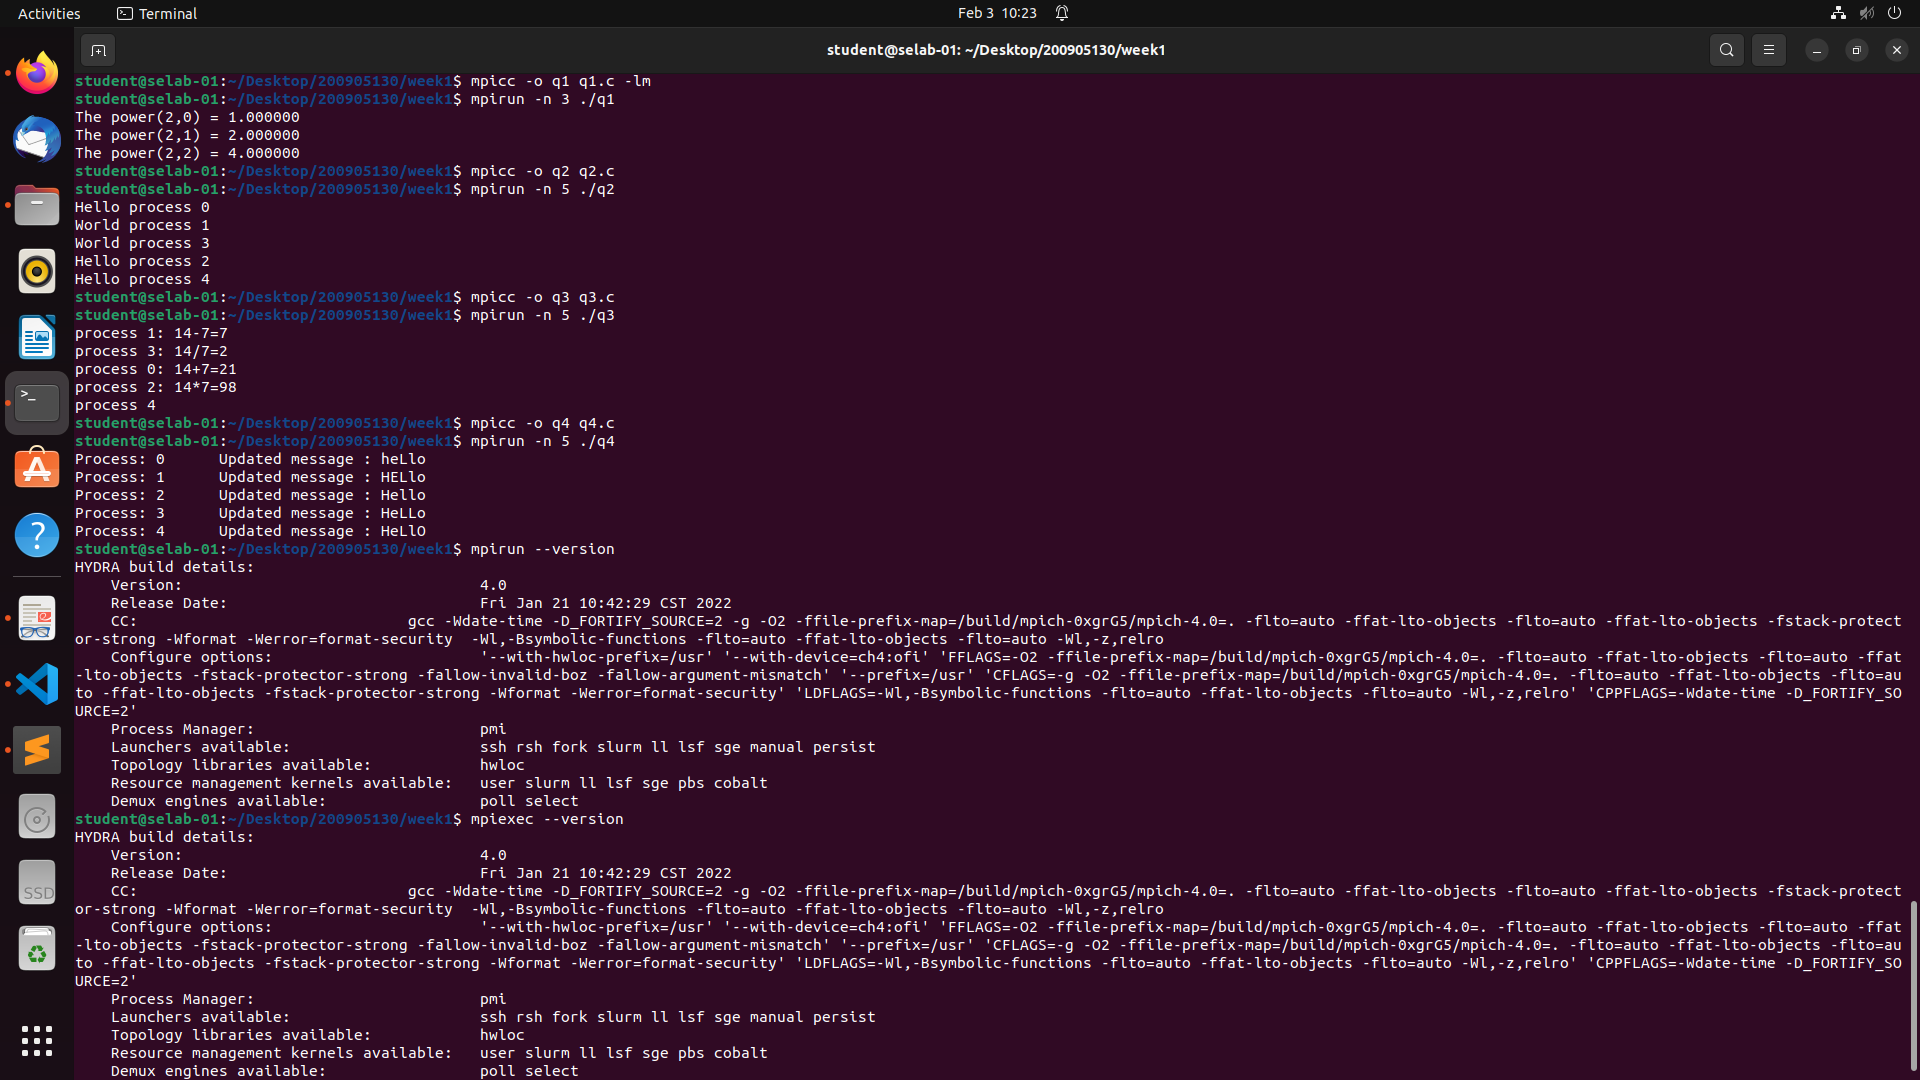 Activities Terminal Feb 3 10:23
student@selab-01: ~/Desktop/200905130/week1
student@selab-01:~/Desktop/200905130/week1$ mpicc -o q1 q1.c -lm
student@selab-01:~/Desktop/200905130/week1$ mpirun -n 3 ./q1
The power(2,0) = 1.000000
The power(2,1) = 2.000000
The power(2,2) = 4.000000
student@selab-01:~/Desktop/200905130/week1$ mpicc -o q2 q2.c
student@selab-01:~/Desktop/200905130/week1$ mpirun -n 5 ./q2
Hello process 0
World process 1
World process 3
Hello process 2
Hello process 4
student@selab-01:~/Desktop/200905130/week1$ mpicc -o q3 q3.c
student@selab-01:~/Desktop/200905130/week1$ mpirun -n 5 ./q3
process 1: 14-7=7
process 3: 14/7=2
process 0: 14+7=21
process 2: 14*7=98
process 4
student@selab-01:~/Desktop/200905130/week1$ mpicc -o q4 q4.c
student@selab-01:~/Desktop/200905130/week1$ mpirun -n 5 ./q4
Process: 0      Updated message : heLlo
Process: 1      Updated message : HELlo
Process: 2      Updated message : Hello
Process: 3      Updated message : HeLLo
Process: 4      Updated message : HeLlO
student@selab-01:~/Desktop/200905130/week1$ mpirun --version
HYDRA build details:
    Version:                                 4.0
    Release Date:                            Fri Jan 21 10:42:29 CST 2022
    CC:                              gcc -Wdate-time -D_FORTIFY_SOURCE=2 -g -O2 -ffile-prefix-map=/build/mpich-0xgrG5/mpich-4.0=. -flto=auto -ffat-lto-objects -flto=auto -ffat-lto-objects -fstack-protect
or-strong -Wformat -Werror=format-security  -Wl,-Bsymbolic-functions -flto=auto -ffat-lto-objects -flto=auto -Wl,-z,relro
    Configure options:                       '--with-hwloc-prefix=/usr' '--with-device=ch4:ofi' 'FFLAGS=-O2 -ffile-prefix-map=/build/mpich-0xgrG5/mpich-4.0=. -flto=auto -ffat-lto-objects -flto=auto -ffat
-lto-objects -fstack-protector-strong -fallow-invalid-boz -fallow-argument-mismatch' '--prefix=/usr' 'CFLAGS=-g -O2 -ffile-prefix-map=/build/mpich-0xgrG5/mpich-4.0=. -flto=auto -ffat-lto-objects -flto=au
to -ffat-lto-objects -fstack-protector-strong -Wformat -Werror=format-security' 'LDFLAGS=-Wl,-Bsymbolic-functions -flto=auto -ffat-lto-objects -flto=auto -Wl,-z,relro' 'CPPFLAGS=-Wdate-time -D_FORTIFY_SO
URCE=2'
    Process Manager:                         pmi
    Launchers available:                     ssh rsh fork slurm ll lsf sge manual persist
    Topology libraries available:            hwloc
    Resource management kernels available:   user slurm ll lsf sge pbs cobalt
    Demux engines available:                 poll select
student@selab-01:~/Desktop/200905130/week1$ mpiexec --version
HYDRA build details:
    Version:                                 4.0
    Release Date:                            Fri Jan 21 10:42:29 CST 2022
    CC:                              gcc -Wdate-time -D_FORTIFY_SOURCE=2 -g -O2 -ffile-prefix-map=/build/mpich-0xgrG5/mpich-4.0=. -flto=auto -ffat-lto-objects -flto=auto -ffat-lto-objects -fstack-protect
or-strong -Wformat -Werror=format-security  -Wl,-Bsymbolic-functions -flto=auto -ffat-lto-objects -flto=auto -Wl,-z,relro
    Configure options:                       '--with-hwloc-prefix=/usr' '--with-device=ch4:ofi' 'FFLAGS=-O2 -ffile-prefix-map=/build/mpich-0xgrG5/mpich-4.0=. -flto=auto -ffat-lto-objects -flto=auto -ffat
-lto-objects -fstack-protector-strong -fallow-invalid-boz -fallow-argument-mismatch' '--prefix=/usr' 'CFLAGS=-g -O2 -ffile-prefix-map=/build/mpich-0xgrG5/mpich-4.0=. -flto=auto -ffat-lto-objects -flto=au
to -ffat-lto-objects -fstack-protector-strong -Wformat -Werror=format-security' 'LDFLAGS=-Wl,-Bsymbolic-functions -flto=auto -ffat-lto-objects -flto=auto -Wl,-z,relro' 'CPPFLAGS=-Wdate-time -D_FORTIFY_SO
URCE=2'
    Process Manager:                         pmi
    Launchers available:                     ssh rsh fork slurm ll lsf sge manual persist
    Topology libraries available:            hwloc
    Resource management kernels available:   user slurm ll lsf sge pbs cobalt
    Demux engines available:                 poll select
SSD